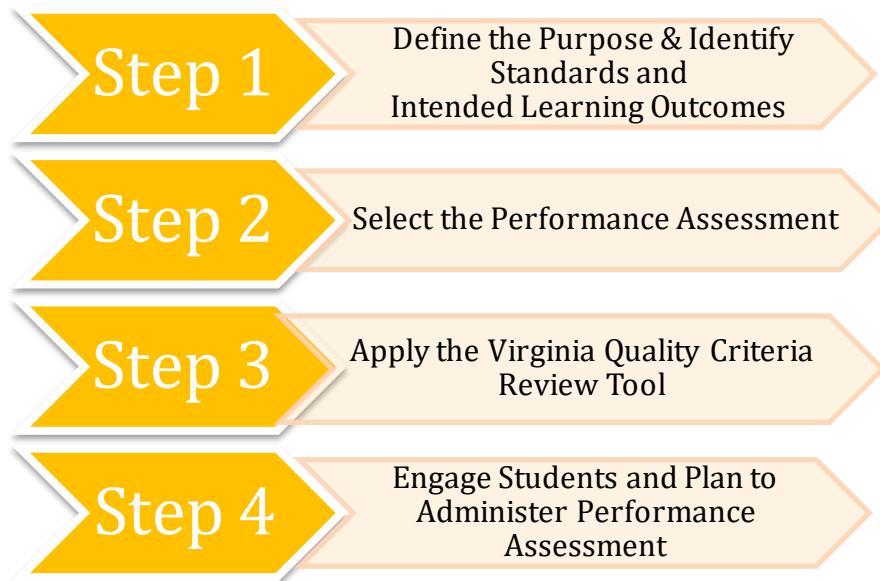 Step 1
Define the Purpose & Identify
Standards and
Intended Learning Outcomes
Step 2
Select the Performance Assessment
Step 3
Apply the Virginia Quality Criteria
Review Tool
Step 4
Engage Students and Plan to
Administer Performance
Assessment